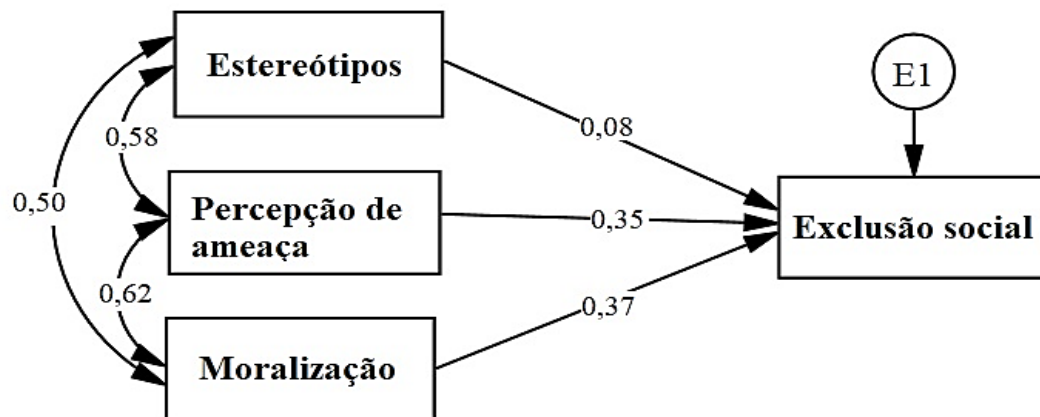 Estereótipos
E1
0,58
0,08
0,50
Percepção de
ameaça
0,35
Exclusão social
0,62
0,37
Moralização